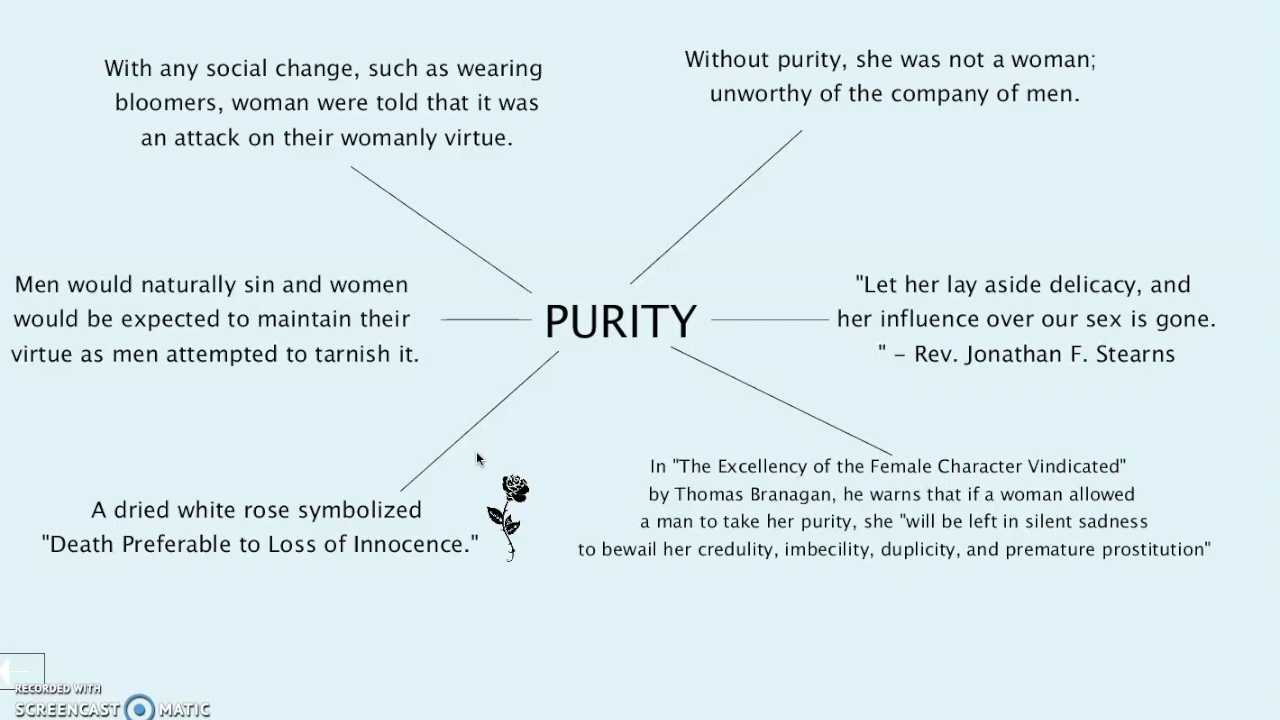 With any social change, such as wearing
bloomers, woman were told that it was
an attack on their womanly virtue.
Without purity, she was not a woman;
unworthy of the company of men.
Men would naturally sin and women
would be expected to maintain their
virtue as men attempted to tarnish it.
PURITY
"Let her lay aside delicacy, and
her influence over our sex is gone.
" – Rev. Jonathan F. Stearns
A dried white rose symbolized
"Death Preferable to Loss of Innocence."
In "The Excellency of the Female Character Vindicated"
by Thomas Branagan, he warns that if a woman allowed
a man to take her purity, she "will be left in silent sadness
to bewail her credulity, imbecility, duplicity, and premature prostitution"
RECORDED WITH
SCREENCAST MATIC